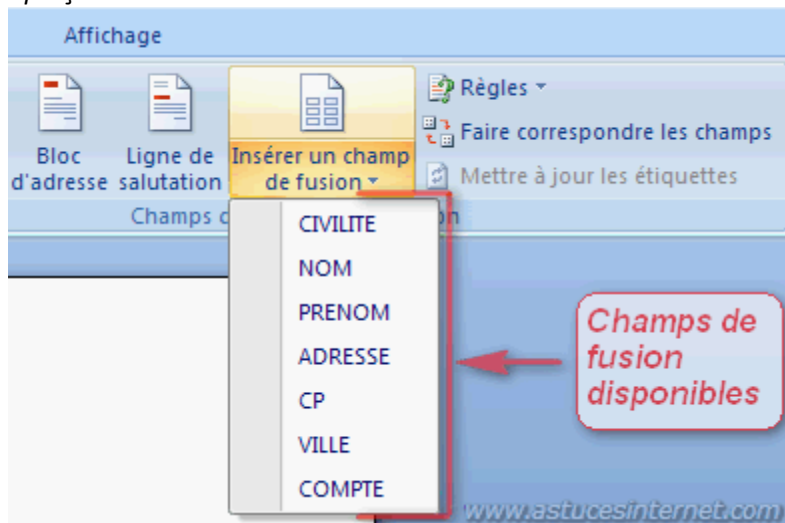 Affichage
Bloc d'adresse
Ligne de salutation
Insérer un champ de fusion
Règles
Faire correspondre les champs
Mettre à jour les étiquettes
Champs
CIVILITE
NOM
PRENOM
ADRESSE
CP
VILLE
COMPTE
Champs de
fusion
disponibles
www.astucesinternet.com